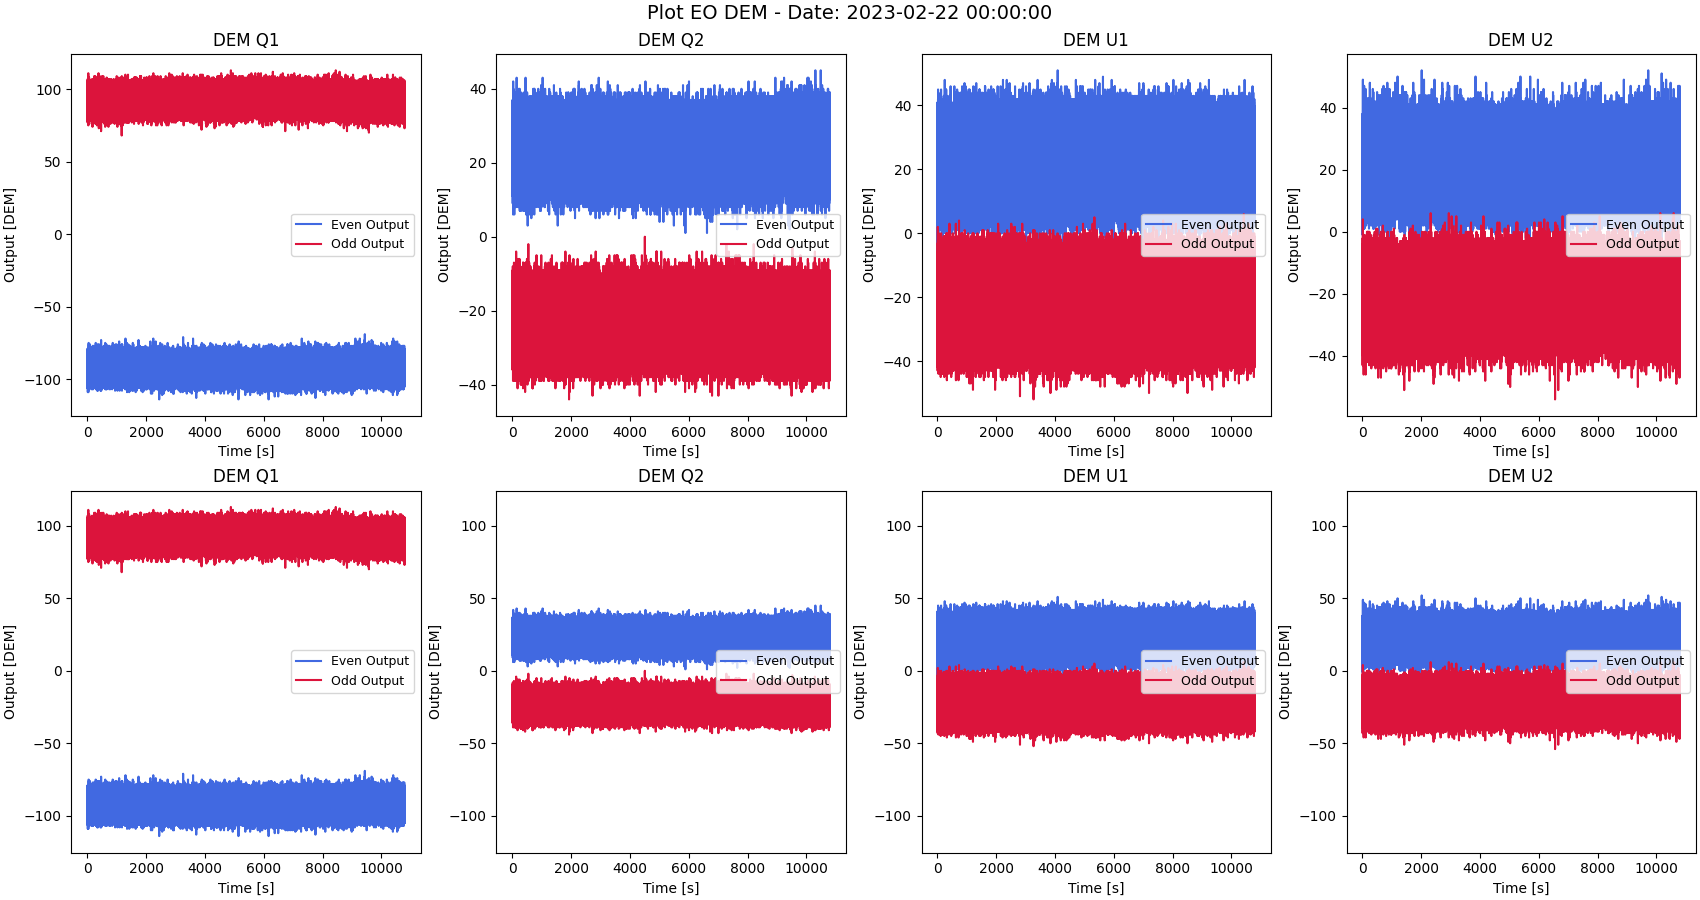 Plot EO DEM - Date: 2023-02-22 00:00:00
DEM Q1
Output [DEM]
100
50
0
−50
−100
0 2000 4000 6000 8000 10000
Time [s]
Even Output
Odd Output
DEM Q2
Output [DEM]
40
20
0
−20
−40
0 2000 4000 6000 8000 10000
Time [s]
Even Output
Odd Output
DEM U1
Output [DEM]
40
20
0
−20
−40
0 2000 4000 6000 8000 10000
Time [s]
Even Output
Odd Output
DEM U2
Output [DEM]
40
20
0
−20
−40
0 2000 4000 6000 8000 10000
Time [s]
Even Output
Odd Output
DEM Q1
Output [DEM]
100
50
0
−50
−100
0 2000 4000 6000 8000 10000
Time [s]
Even Output
Odd Output
DEM Q2
Output [DEM]
100
50
0
−50
−100
0 2000 4000 6000 8000 10000
Time [s]
Even Output
Odd Output
DEM U1
Output [DEM]
100
50
0
−50
−100
0 2000 4000 6000 8000 10000
Time [s]
Even Output
Odd Output
DEM U2
Output [DEM]
100
50
0
−50
−100
0 2000 4000 6000 8000 10000
Time [s]
Even Output
Odd Output